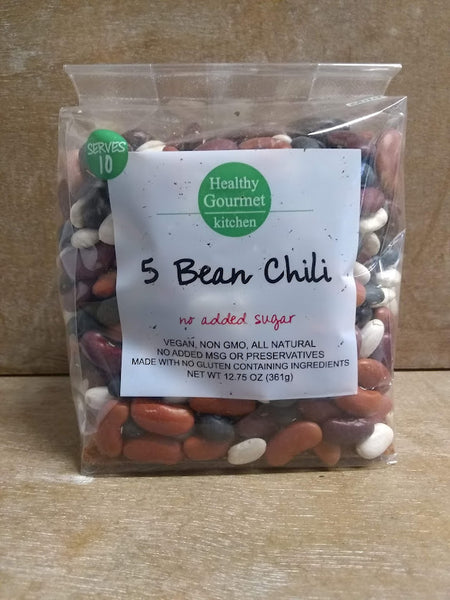 SERVES
10
Healthy
Gourmet
kitchen
5 Bean Chili
no added sugar
VEGAN, NON GMO, ALL NATURAL
NO ADDED MSG OR PRESERVATIVES
MADE WITH NO GLUTEN CONTAINING INGREDIENTS
NET WT 12.75 OZ (361g)